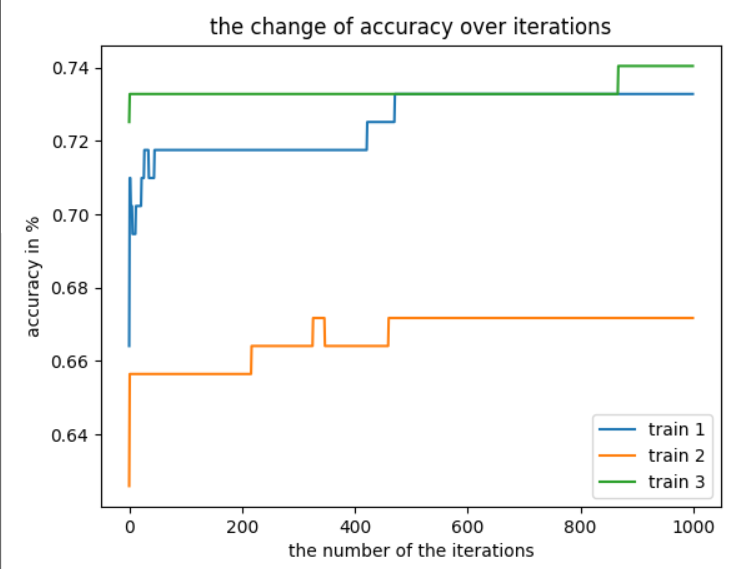 the change of accuracy over iterations
0.74
0.72
0.70
0.68
0.66
0.64
accuracy in %
train 1
train 2
train 3
0 200 400 600 800 1000
the number of the iterations